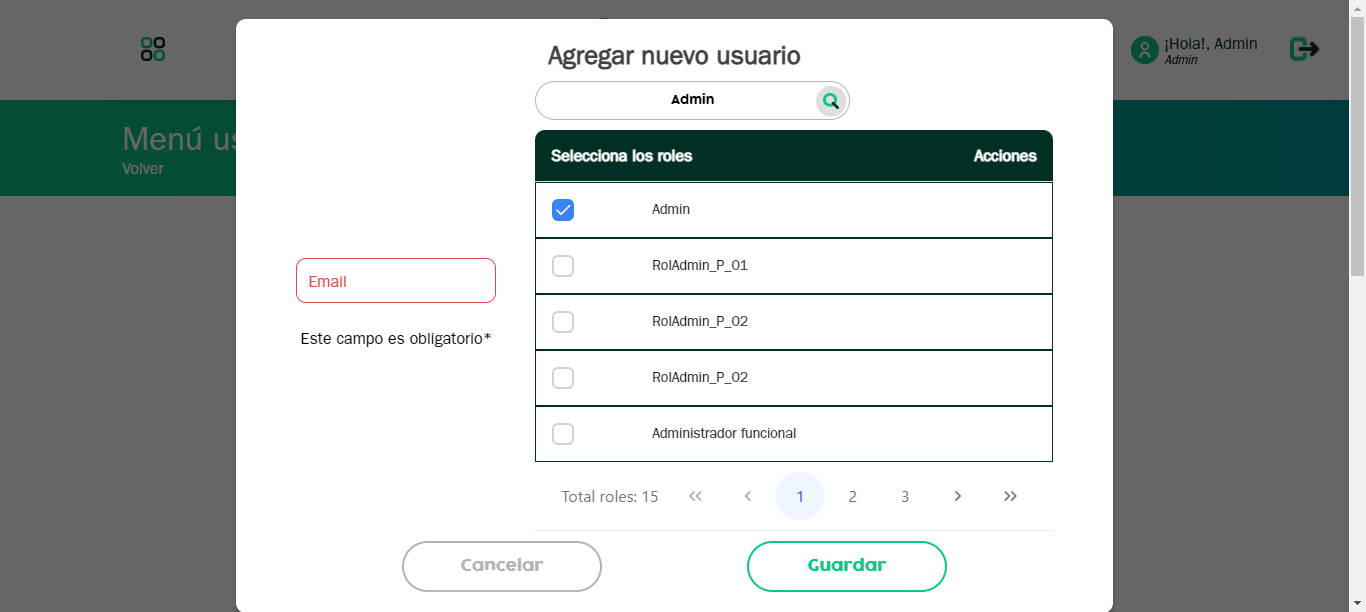 ¡Hola!, Admin
Admin
Menú us
Volver
Agregar nuevo usuario
Admin
Selecciona los roles Acciones
Admin
RolAdmin_P_01
RolAdmin_P_02
RolAdmin_P_02
Administrador funcional
Email
Este campo es obligatorio*
Total roles: 15 « ‹ 1 2 3 › »
Cancelar Guardar